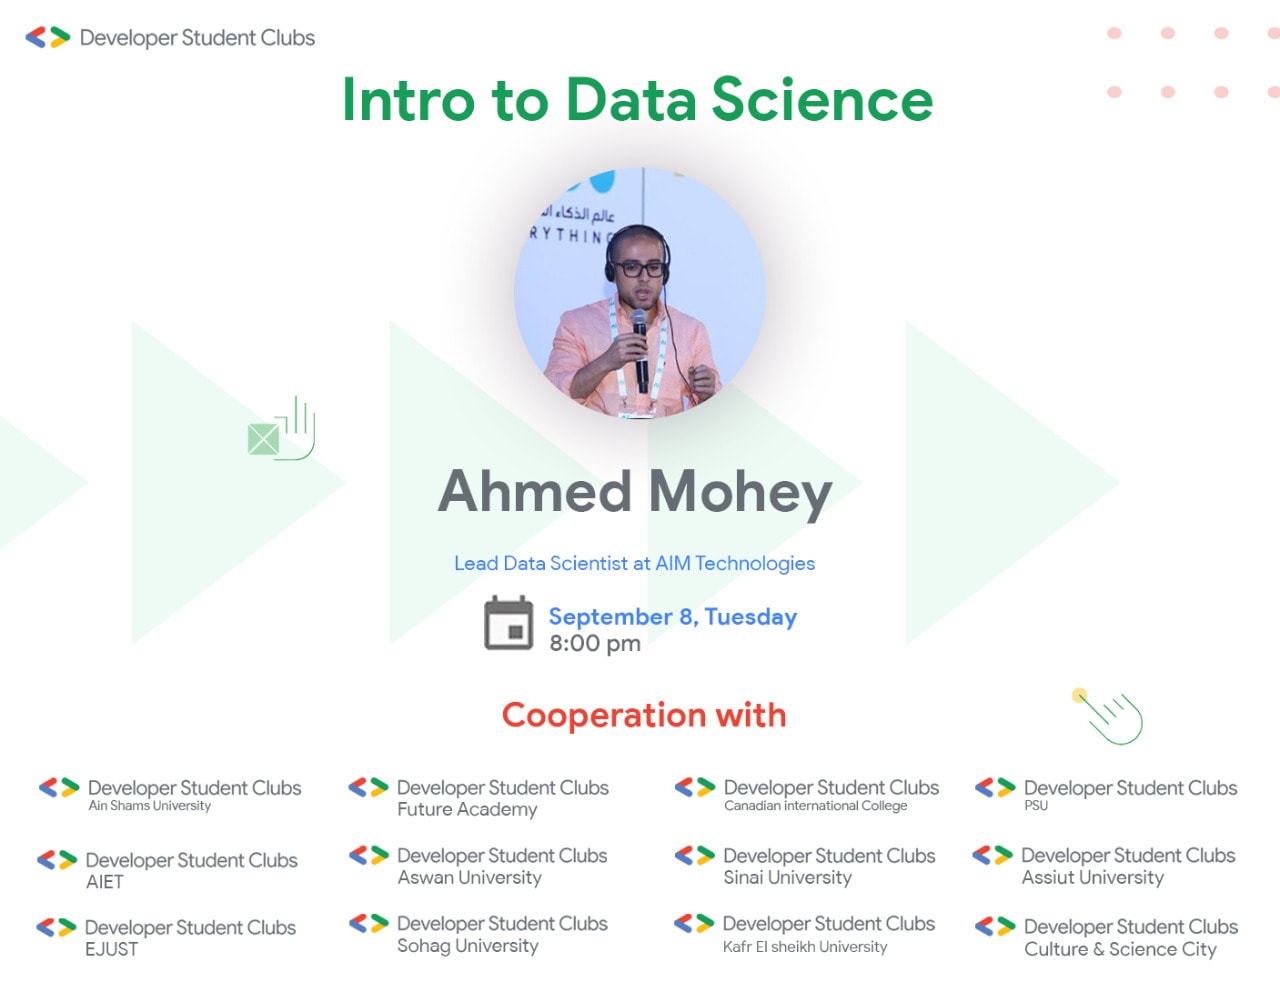 Developer Student Clubs
Intro to Data Science
عالم الذكاء
RYTHING
Ahmed Mohey
Lead Data Scientist at AIM Technologies
September 8, Tuesday
8:00 pm
Cooperation with
Developer Student Clubs
Ain Shams University
Developer Student Clubs
Future Academy
Developer Student Clubs
Canadian international College
Developer Student Clubs
PSU
Developer Student Clubs
AIET
Developer Student Clubs
Aswan University
Developer Student Clubs
Sinai University
Developer Student Clubs
Assiut University
Developer Student Clubs
EJUST
Developer Student Clubs
Sohag University
Developer Student Clubs
Kafr El sheikh University
Developer Student Clubs
Culture & Science City